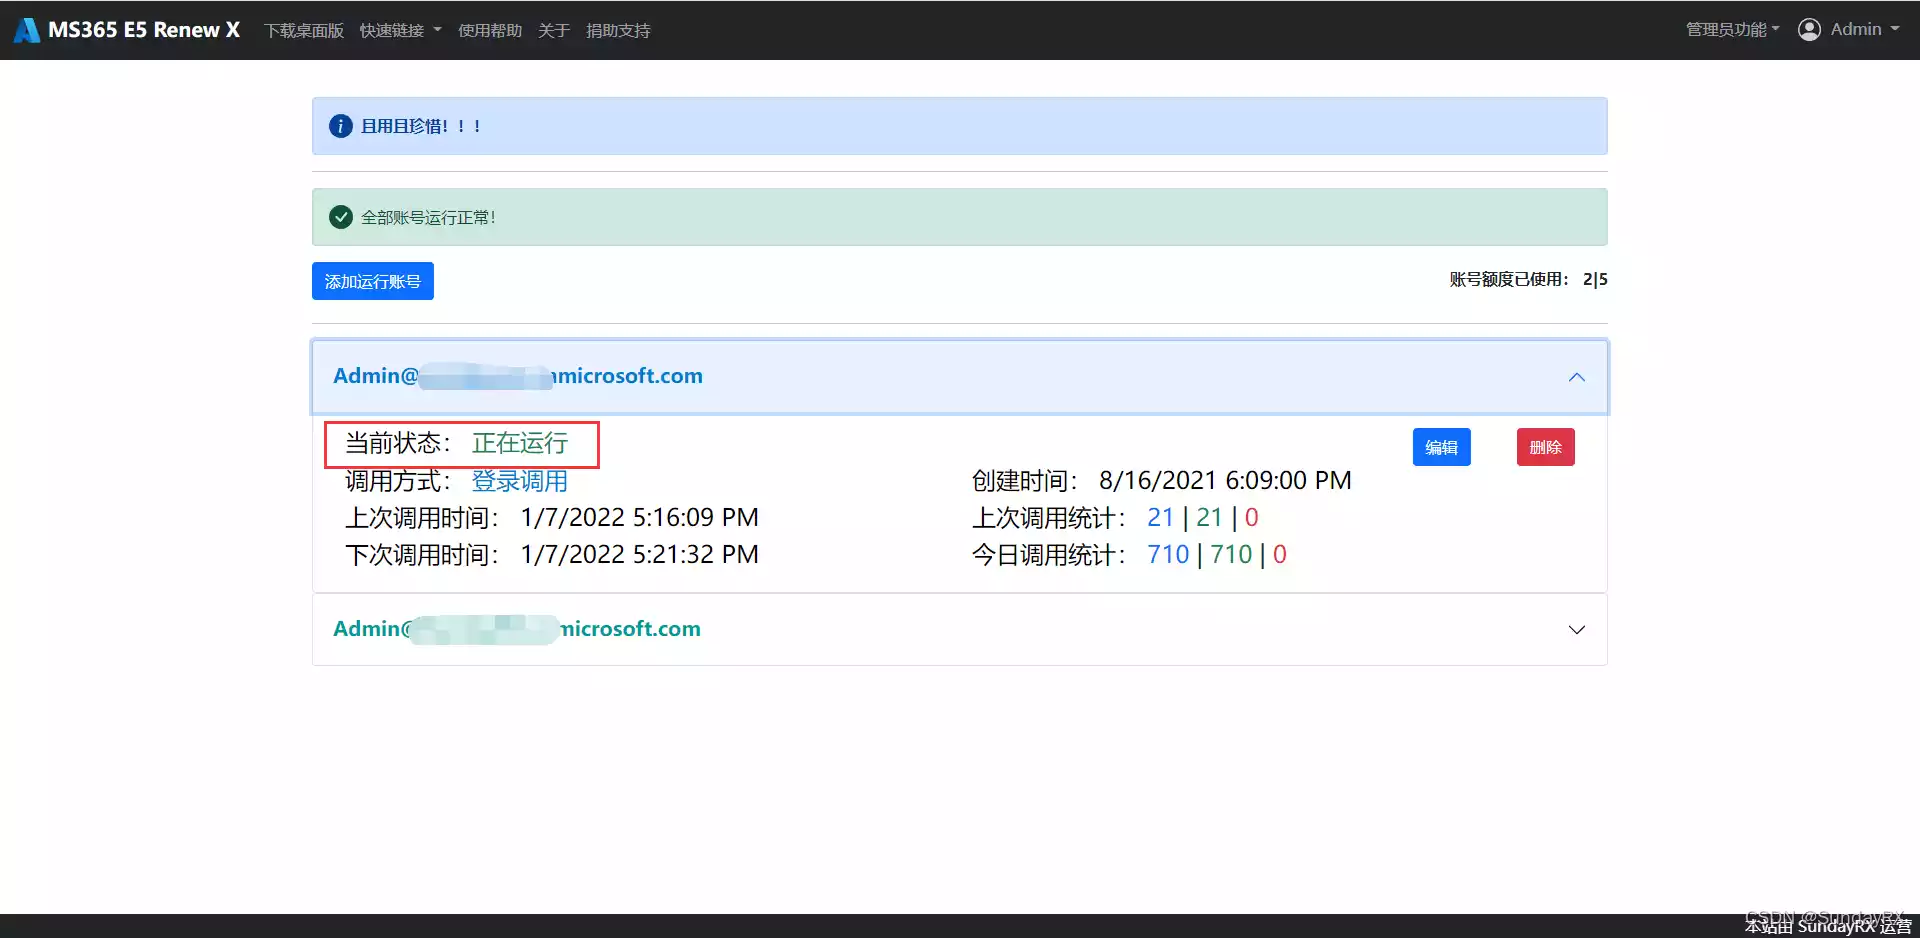 MS365 E5 Renew X 下载桌面版 快速链接 使用帮助 关于 捐助支持 管理员功能 Admin
且用且珍惜！！！
全部账号运行正常！
添加运行账号 账号额度已使用： 2|5
Admin@ microsoft.com
当前状态： 正在运行 编辑 删除
调用方式： 登录调用 创建时间： 8/16/2021 6:09:00 PM
上次调用时间： 1/7/2022 5:16:09 PM 上次调用统计： 21 | 21 | 0
下次调用时间： 1/7/2022 5:21:32 PM 今日调用统计： 710 | 710 | 0
Admin@ microsoft.com
CSDN @SundayRX
本站由 SundayRX 运营